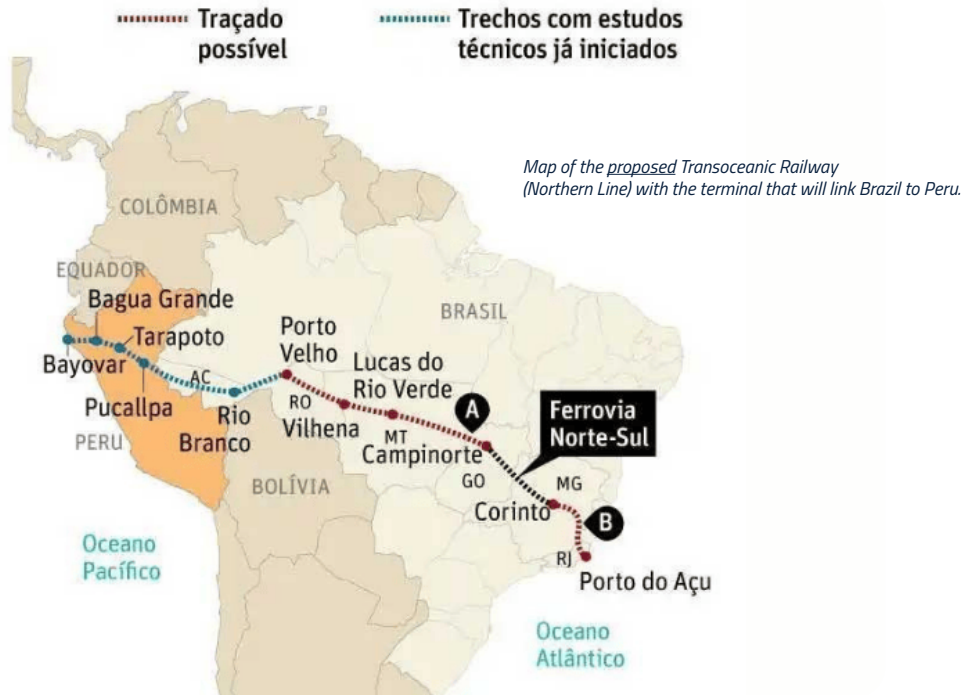 Traçado
possível
Trechos com estudos
técnicos já iniciados
Map of the proposed Transoceanic Railway
(Northern Line) with the terminal that will link Brazil to Peru.
COLÔMBIA
EQUADOR
Bagua Grande
BRASIL
Tarapoto
Porto
Velho
Bayovar
Lucas do
Rio Verde
AC
Pucallpa
RO
A
Ferrovia
Norte-Sul
Rio
Branco
Vilhena
MT
Campinorte
PERU
GO
MG
BOLÍVIA
Corinto
B
Oceano
Pacífico
RJ
Porto do Açu
Oceano
Atlântico